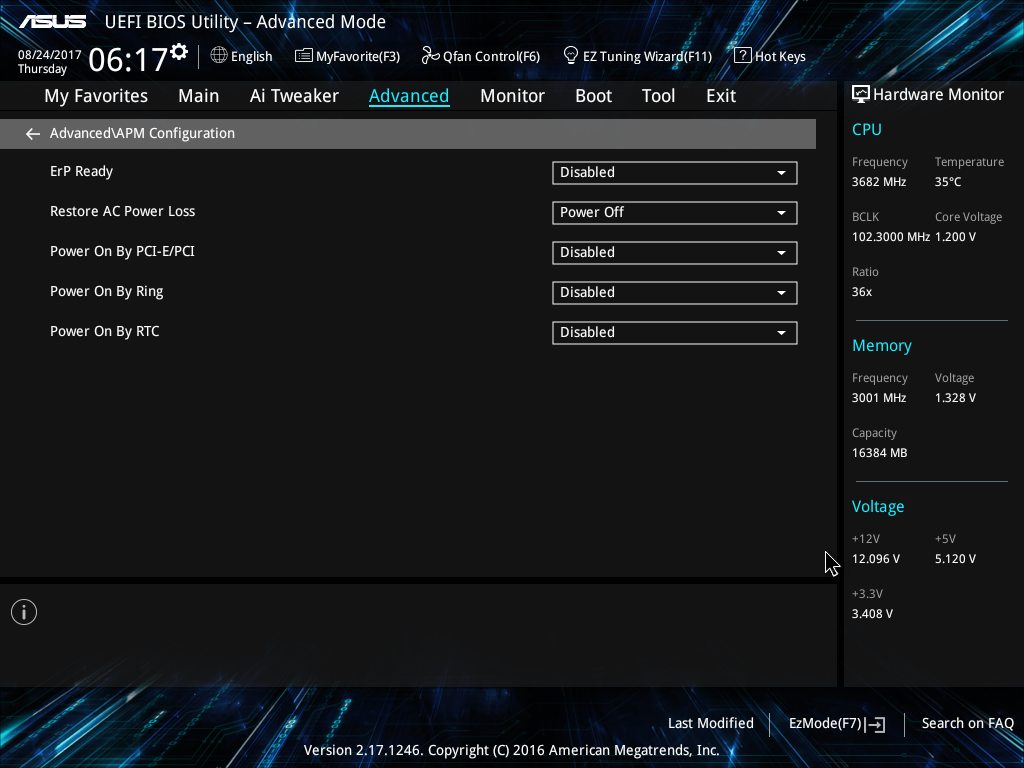 ASUS UEFI BIOS Utility – Advanced Mode
08/24/2017
Thursday
06:17
English
MyFavorite(F3)
Qfan Control(F6)
EZ Tuning Wizard(F11)
? Hot Keys
My Favorites Main Ai Tweaker Advanced Monitor Boot Tool Exit
Advanced\APM Configuration
ErP Ready Disabled
Restore AC Power Loss Power Off
Power On By PCI-E/PCI Disabled
Power On By Ring Disabled
Power On By RTC Disabled
Hardware Monitor
CPU
Frequency Temperature
3682 MHz 35°C
BCLK Core Voltage
102.3000 MHz 1.200 V
Ratio
36x
Memory
Frequency Voltage
3001 MHz 1.328 V
Capacity
16384 MB
Voltage
+12V +5V
12.096 V 5.120 V
+3.3V
3.408 V
Last Modified EzMode(F7) Search on FAQ
Version 2.17.1246. Copyright (C) 2016 American Megatrends, Inc.